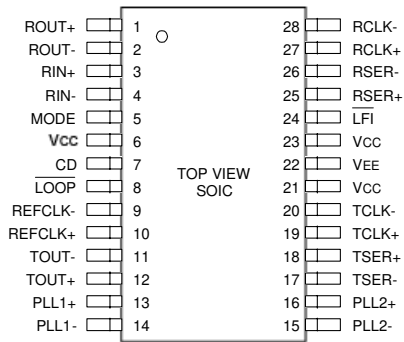 ROUT+ 1 28 RCLK-
ROUT- 2 27 RCLK+
RIN+ 3 26 RSER-
RIN- 4 25 RSER+
MODE 5 24 LFI
VCC 6 23 VCC
CD 7 22 VEE
LOOP 8 21 VCC
REFCLK- 9 20 TCLK-
REFCLK+ 10 19 TCLK+
TOUT- 11 18 TSER+
TOUT+ 12 17 TSER-
PLL1+ 13 16 PLL2+
PLL1- 14 15 PLL2-
TOP VIEW
SOIC